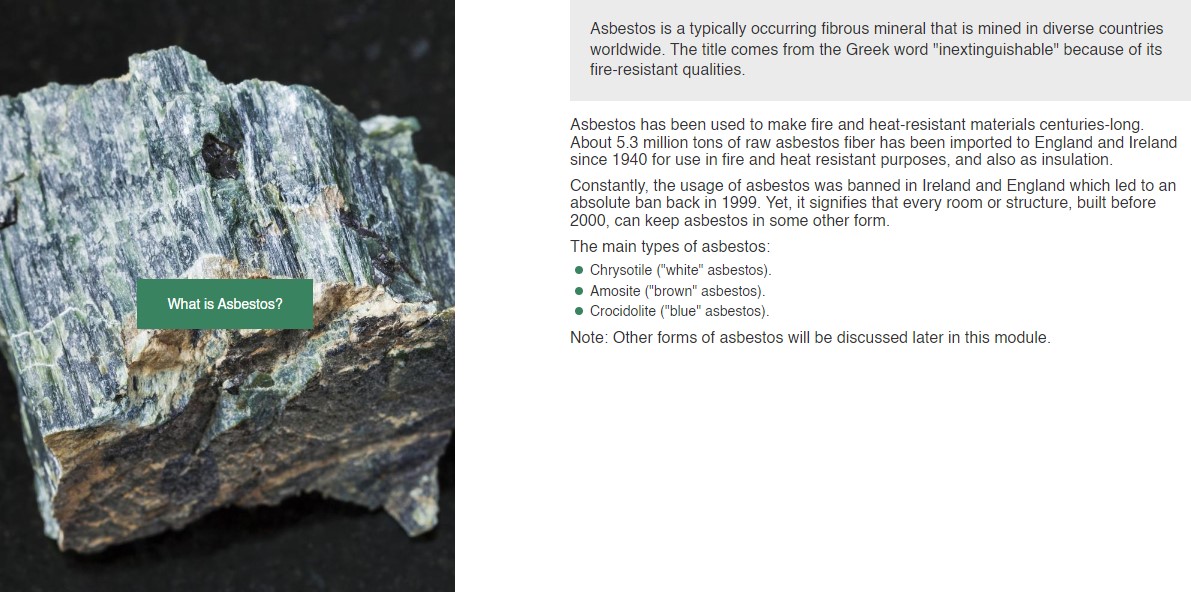 What is Asbestos?
Asbestos is a typically occurring fibrous mineral that is mined in diverse countries
worldwide. The title comes from the Greek word "inextinguishable" because of its
fire-resistant qualities.
Asbestos has been used to make fire and heat-resistant materials centuries-long.
About 5.3 million tons of raw asbestos fiber has been imported to England and Ireland
since 1940 for use in fire and heat resistant purposes, and also as insulation.
Constantly, the usage of asbestos was banned in Ireland and England which led to an
absolute ban back in 1999. Yet, it signifies that every room or structure, built before
2000, can keep asbestos in some other form.
The main types of asbestos:
Chrysotile ("white" asbestos).
Amosite ("brown" asbestos).
Crocidolite ("blue" asbestos).
Note: Other forms of asbestos will be discussed later in this module.